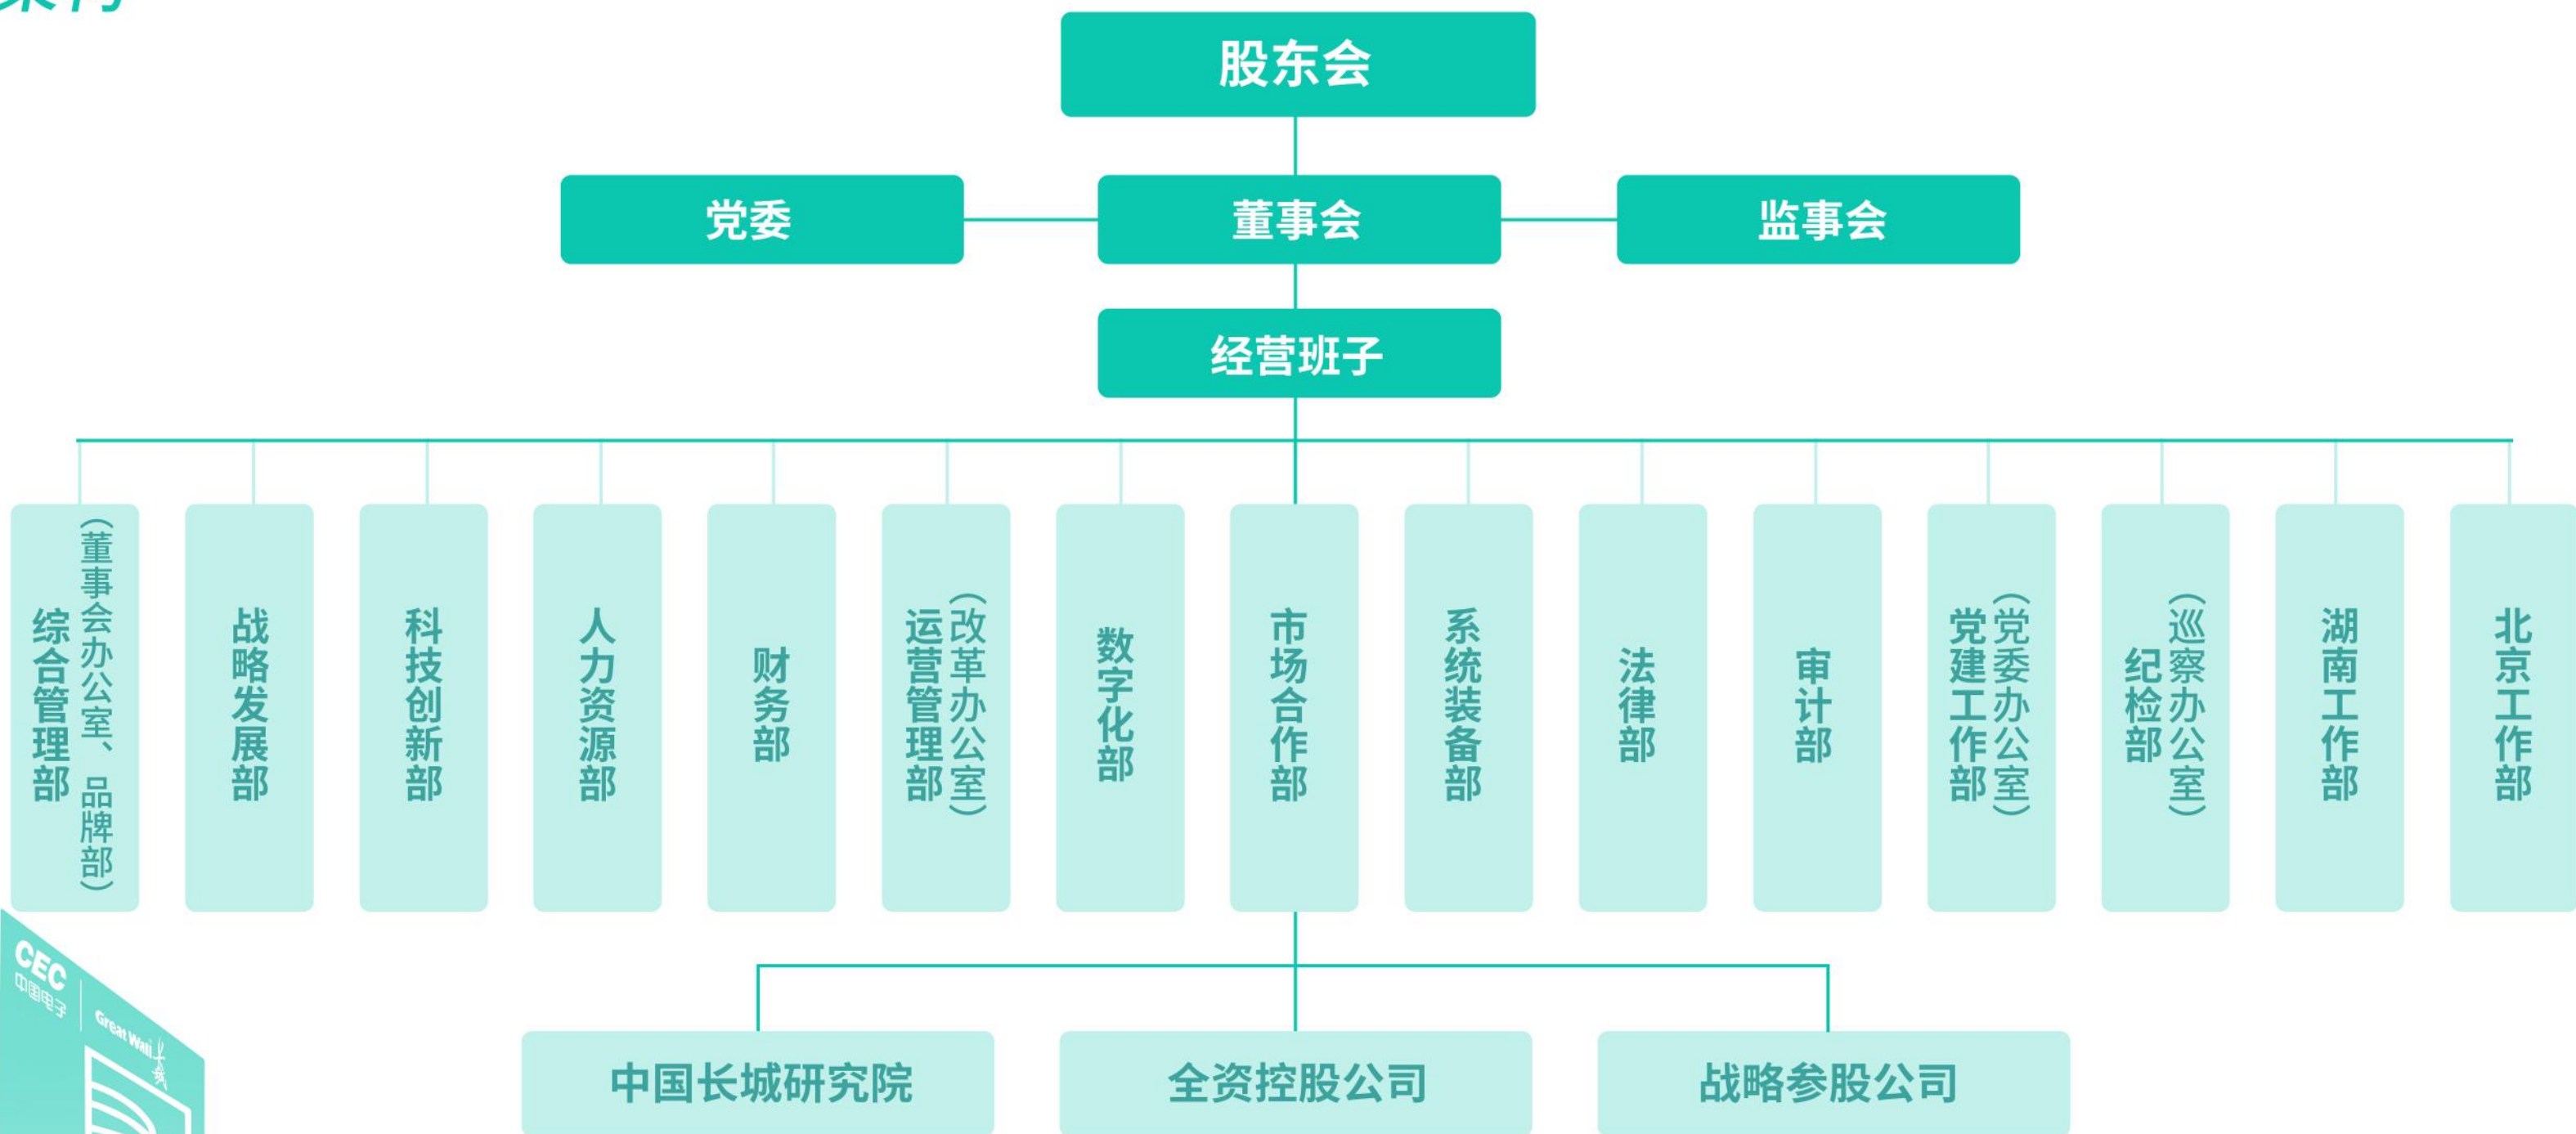 架构
股东会
党委
董事会
监事会
经营班子
综合管理部
（董事会办公室、品牌部）
战略发展部
科技创新部
人力资源部
财务部
运营管理部
（改革办公室）
数字化部
市场合作部
系统装备部
法律部
审计部
党建工作部
（党委办公室）
纪检部
（巡察办公室）
湖南工作部
北京工作部
CEC
中国电子
Great Wall
长城
中国长城研究院
全资控股公司
战略参股公司